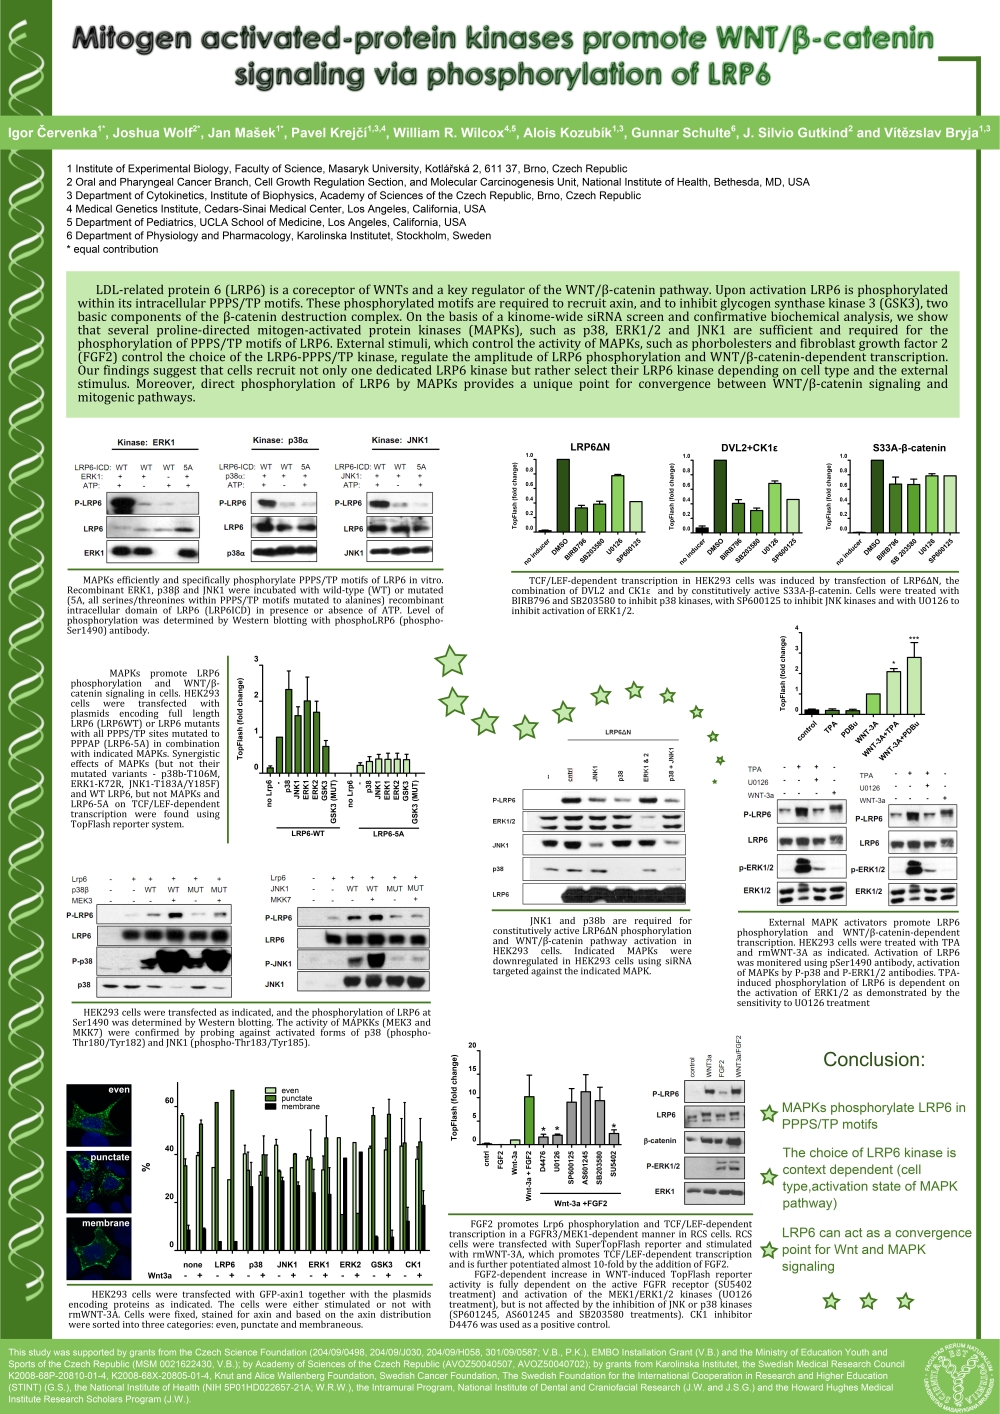 Mitogen activated-protein kinases promote WNT/β-catenin
signaling via phosphorylation of LRP6
Igor Červenka1*, Joshua Wolf2*, Jan Mašek1*, Pavel Krejčí1,3,4, William R. Wilcox4,5, Alois Kozubík1,3, Gunnar Schulte6, J. Silvio Gutkind2 and Vítězslav Bryja1,3
1 Institute of Experimental Biology, Faculty of Science, Masaryk University, Kotlářská 2, 611 37, Brno, Czech Republic
2 Oral and Pharyngeal Cancer Branch, Cell Growth Regulation Section, and Molecular Carcinogenesis Unit, National Institute of Health, Bethesda, MD, USA
3 Department of Cytokinetics, Institute of Biophysics, Academy of Sciences of the Czech Republic, Brno, Czech Republic
4 Medical Genetics Institute, Cedars-Sinai Medical Center, Los Angeles, California, USA
5 Department of Pediatrics, UCLA School of Medicine, Los Angeles, California, USA
6 Department of Physiology and Pharmacology, Karolinska Institutet, Stockholm, Sweden
* equal contribution
LDL-related protein 6 (LRP6) is a coreceptor of WNTs and a key regulator of the WNT/β-catenin pathway. Upon activation LRP6 is phosphorylated
within its intracellular PPPS/TP motifs. These phosphorylated motifs are required to recruit axin, and to inhibit glycogen synthase kinase 3 (GSK3), two
basic components of the β-catenin destruction complex. On the basis of a kinome-wide siRNA screen and confirmative biochemical analysis, we show
that several proline-directed mitogen-activated protein kinases (MAPKs), such as p38, ERK1/2 and JNK1 are sufficient and required for the
phosphorylation of PPPS/TP motifs of LRP6. External stimuli, which control the activity of MAPKs, such as phorbolesters and fibroblast growth factor 2
(FGF2) control the choice of the LRP6-PPPS/TP kinase, regulate the amplitude of LRP6 phosphorylation and WNT/β-catenin-dependent transcription.
Our findings suggest that cells recruit not only one dedicated LRP6 kinase but rather select their LRP6 kinase depending on cell type and the external
stimulus. Moreover, direct phosphorylation of LRP6 by MAPKs provides a unique point for convergence between WNT/β-catenin signaling and
mitogenic pathways.
Kinase: ERK1
LRP6-ICD: WT WT WT 5A
ERK1: + + - +
ATP: + - + +
P-LRP6
LRP6
ERK1
Kinase: p38α
LRP6-ICD: WT WT 5A
p38α: + + +
ATP: + - +
P-LRP6
LRP6
p38α
Kinase: JNK1
LRP6-ICD: WT WT 5A
JNK1: + + +
ATP: + - +
P-LRP6
LRP6
JNK1
MAPKs efficiently and specifically phosphorylate PPPS/TP motifs of LRP6 in vitro.
Recombinant ERK1, p38β and JNK1 were incubated with wild-type (WT) or mutated
(5A, all serines/threonines within PPPS/TP motifs mutated to alanines) recombinant
intracellular domain of LRP6 (LRP6ICD) in presence or absence of ATP. Level of
phosphorylation was determined by Western blotting with phosphoLRP6 (phospho-
Ser1490) antibody.
LRP6ΔN
TopFlash (fold change)
1.0
0.8
0.6
0.4
0.2
0.0
no inducer DMSO BIRB796 SB203580 U0126 SP600125
DVL2+CK1ε
TopFlash (fold change)
1.0
0.8
0.6
0.4
0.2
0.0
no inducer DMSO BIRB796 SB203580 U0126 SP600125
S33A-β-catenin
TopFlash (fold change)
1.0
0.8
0.6
0.4
0.2
0.0
no inducer DMSO BIRB796 SB 203580 U0126 SP600125
TCF/LEF-dependent transcription in HEK293 cells was induced by transfection of LRP6ΔN, the
combination of DVL2 and CK1ε and by constitutively active S33A-β-catenin. Cells were treated with
BIRB796 and SB203580 to inhibit p38 kinases, with SP600125 to inhibit JNK kinases and with UO126 to
inhibit activation of ERK1/2.
MAPKs promote LRP6
phosphorylation and WNT/β-
catenin signaling in cells. HEK293
cells were transfected with
plasmids encoding full length
LRP6 (LRP6WT) or LRP6 mutants
with all PPPS/TP sites mutated to
PPPAP (LRP6-5A) in combination
with indicated MAPKs. Synergistic
effects of MAPKs (but not their
mutated variants - p38b-T106M,
ERK1-K72R, JNK1-T183A/Y185F)
and WT LRP6, but not MAPKs and
LRP6-5A on TCF/LEF-dependent
transcription were found using
TopFlash reporter system.
TopFlash (fold change)
3
2
1
0
no Lrp6 - p38 JNK1 ERK1 ERK2 GSK3 GSK3 (MUT)
no Lrp6 - p38 JNK1 ERK1 ERK2 GSK3 GSK3 (MUT)
LRP6-WT LRP6-5A
LRP6ΔN
- cntrl JNK1 p38 ERK1 & 2 p38 + JNK1
P-LRP6
ERK1/2
JNK1
p38
LRP6
JNK1 and p38b are required for
constitutively active LRP6ΔN phosphorylation
and WNT/β-catenin pathway activation in
HEK293 cells. Indicated MAPKs were
downregulated in HEK293 cells using siRNA
targeted against the indicated MAPK.
TopFlash (fold change)
4
3
2
1
0
* ***
control TPA PDBu WNT-3A WNT-3A+TPA WNT-3A+PDBu
TPA - + + -
U0126 - - + -
WNT-3a - - - +
P-LRP6
LRP6
p-ERK1/2
ERK1/2
TPA - + + -
U0126 - - + -
WNT-3a - - - +
P-LRP6
LRP6
p-ERK1/2
ERK1/2
External MAPK activators promote LRP6
phosphorylation and WNT/β-catenin-dependent
transcription. HEK293 cells were treated with TPA
and rmWNT-3A as indicated. Activation of LRP6
was monitered using pSer1490 antibody, activation
of MAPKs by P-p38 and P-ERK1/2 antibodies. TPA-
induced phosphorylation of LRP6 is dependent on
the activation of ERK1/2 as demonstrated by the
sensitivity to UO126 treatment
Lrp6 - + + + + +
p38β - - WT WT MUT MUT
MEK3 - - - + - +
P-LRP6
LRP6
P-p38
p38
Lrp6 - + + + + +
JNK1 - - WT WT MUT MUT
MKK7 - - - + - +
P-LRP6
LRP6
P-JNK1
JNK1
HEK293 cells were transfected as indicated, and the phosphorylation of LRP6 at
Ser1490 was determined by Western blotting. The activity of MAPKKs (MEK3 and
MKK7) were confirmed by probing against activated forms of p38 (phospho-
Thr180/Tyr182) and JNK1 (phospho-Thr183/Tyr185).
even
punctate
membrane
even
punctate
membrane
%
60
40
20
0
none LRP6 p38 JNK1 ERK1 ERK2 GSK3 CK1
Wnt3a - + - + - + - + - + - + - + - +
HEK293 cells were transfected with GFP-axin1 together with the plasmids
encoding proteins as indicated. The cells were either stimulated or not with
rmWNT-3A. Cells were fixed, stained for axin and based on the axin distribution
were sorted into three categories: even, punctate and membraneous.
TopFlash (fold change)
20
15
10
5
0
* * *
cntrl FGF2 Wnt-3a Wnt-3a + FGF2 D4476 U0126 SP600125 AS601245 SB203580 SU5402
Wnt-3a +FGF2
control WNT3a FGF2 WNT3a/FGF2
P-LRP6
LRP6
β-catenin
P-ERK1/2
ERK1
FGF2 promotes Lrp6 phosphorylation and TCF/LEF-dependent
transcription in a FGFR3/MEK1-dependent manner in RCS cells. RCS
cells were transfected with SuperTopFlash reporter and stimulated
with rmWNT-3A, which promotes TCF/LEF-dependent transcription
and is further potentiated almost 10-fold by the addition of FGF2.
FGF2-dependent increase in WNT-induced TopFlash reporter
activity is fully dependent on the active FGFR receptor (SU5402
treatment) and activation of the MEK1/ERK1/2 kinases (UO126
treatment), but is not affected by the inhibition of JNK or p38 kinases
(SP601245, AS601245 and SB203580 treatments). CK1 inhibitor
D4476 was used as a positive control.
Conclusion:
MAPKs phosphorylate LRP6 in
PPPS/TP motifs
The choice of LRP6 kinase is
context dependent (cell
type,activation state of MAPK
pathway)
LRP6 can act as a convergence
point for Wnt and MAPK
signaling
This study was supported by grants from the Czech Science Foundation (204/09/0498, 204/09/J030, 204/09/H058, 301/09/0587; V.B., P.K.), EMBO Installation Grant (V.B.) and the Ministry of Education Youth and
Sports of the Czech Republic (MSM 0021622430, V.B.); by Academy of Sciences of the Czech Republic (AVOZ50040507, AVOZ50040702); by grants from Karolinska Institutet, the Swedish Medical Research Council
K2008-68P-20810-01-4, K2008-68X-20805-01-4, Knut and Alice Wallenberg Foundation, Swedish Cancer Foundation, The Swedish Foundation for the International Cooperation in Research and Higher Education
(STINT) (G.S.), the National Institute of Health (NIH 5P01HD022657-21A; W.R.W.), the Intramural Program, National Institute of Dental and Craniofacial Research (J.W. and J.S.G.) and the Howard Hughes Medical
Institute Research Scholars Program (J.W.).